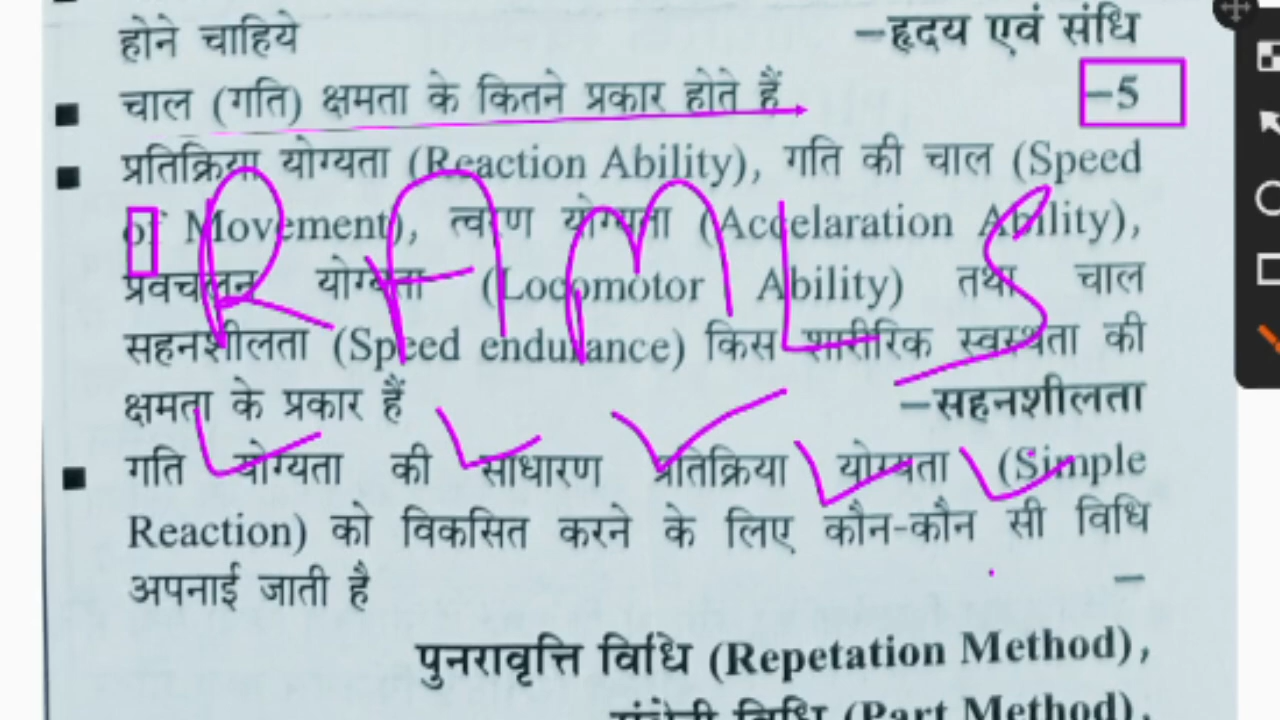 होने चाहिये –हृदय एवं संधि
चाल (गति) क्षमता के कितने प्रकार होते हैं –5
प्रतिक्रिया योग्यता (Reaction Ability), गति की चाल (Speed
of Movement), त्वरण योग्यता (Accelaration Ability),
प्रवचलन योग्यता (Locomotor Ability) तथा चाल
सहनशीलता (Speed endurance) किस शारीरिक स्वस्थता की
क्षमता के प्रकार हैं –सहनशीलता
गति योग्यता की साधारण प्रतिक्रिया योग्यता (Simple
Reaction) को विकसित करने के लिए कौन-कौन सी विधि
अपनाई जाती है –
पुनरावृत्ति विधि (Repetation Method),
विधि (Part Method),
R A M L S